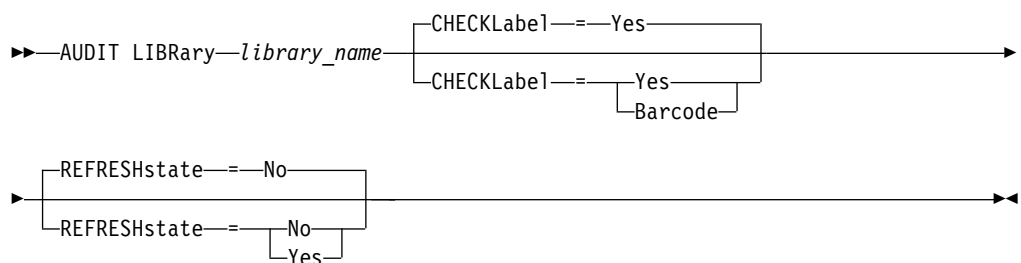 CHECKLabel = Yes
AUDIT LIBRary library_name
CHECKLabel = Yes
Barcode
REFRESHstate = No
REFRESHstate = No
Yes